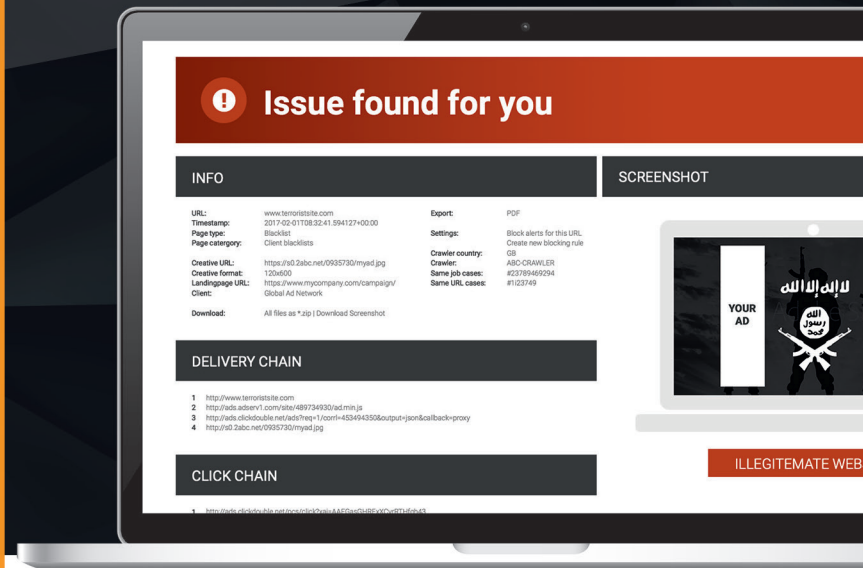 Issue found for you
INFO
URL: www.terroristsite.com
Timestamp: 2017-02-01T08:32:41.594127+00:00
Page type: Blacklist
Page catergory: Client blacklists
Creative URL: https://s0.2abc.net/0935730/myad.jpg
Creative format: 120x600
Landingpage URL: https://www.mycompany.com/campaign/
Client: Global Ad Network
Download: All files as *.zip | Download Screenshot
Export: PDF
Settings: Block alerts for this URL
Create new blocking rule
Crawler country: GB
Crawler: ABC-CRAWLER
Same job cases: #23789469294
Same URL cases: #1i23749
SCREENSHOT
YOUR
AD
لا إله إلا الله
الله
رسول
محمد
ILLEGITEMATE WEB
DELIVERY CHAIN
1 http://www.terroristsite.com
2 http://ads.adserv1.com/site/489734930/ad.min.js
3 http://ads.clickdouble.net/ads?req=1/corrl=453494350&output=json&callback=proxy
4 http://s0.2abc.net/0935730/myad.jpg
CLICK CHAIN